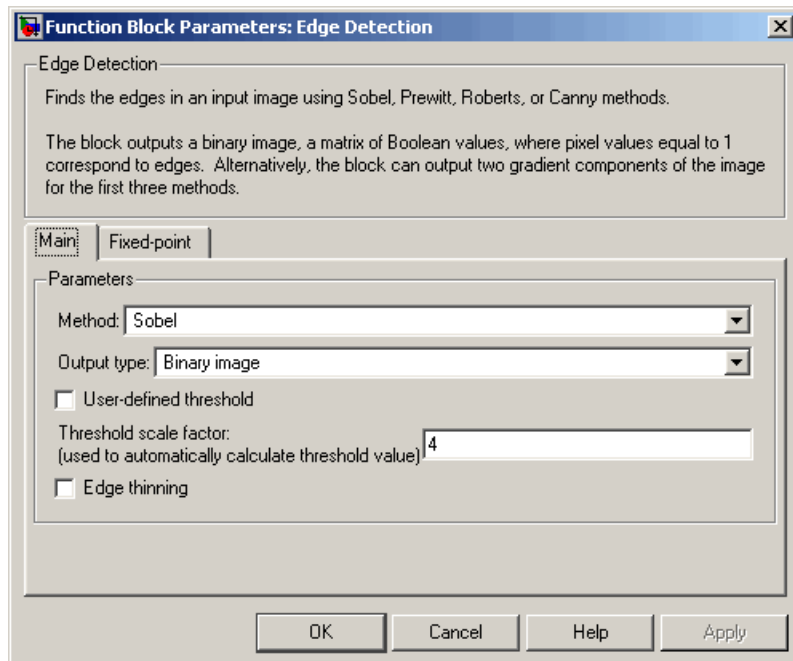 Function Block Parameters: Edge Detection
Edge Detection
Finds the edges in an input image using Sobel, Prewitt, Roberts, or Canny methods.
The block outputs a binary image, a matrix of Boolean values, where pixel values equal to 1
correspond to edges.  Alternatively, the block can output two gradient components of the image
for the first three methods.
Main Fixed-point
Parameters
Method: Sobel
Output type: Binary image
User-defined threshold
Threshold scale factor:
(used to automatically calculate threshold value) 4
Edge thinning
OK Cancel Help Apply